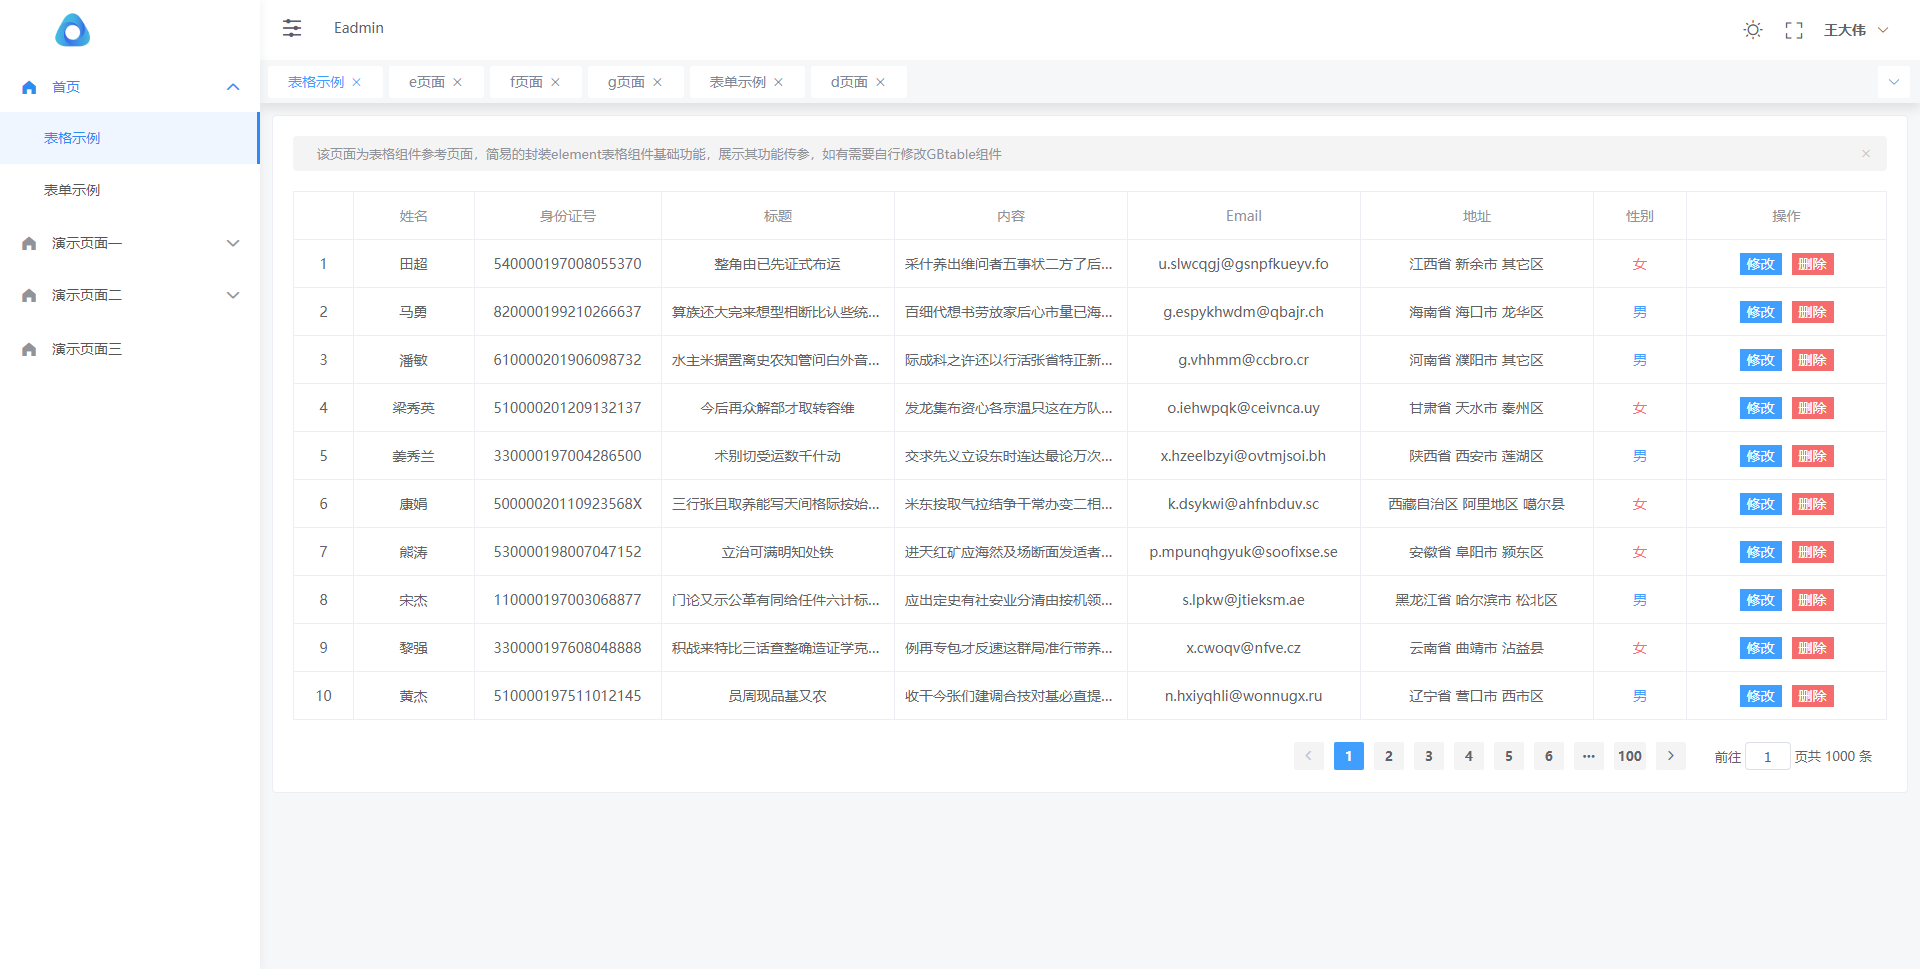 Eadmin
王大伟
首页
表格示例
表单示例
演示页面一
演示页面二
演示页面三
表格示例 e页面 f页面 g页面 表单示例 d页面
该页面为表格组件参考页面，简易的封装element表格组件基础功能，展示其功能传参，如有需要自行修改GBtable组件
姓名 身份证号 标题 内容 Email 地址 性别 操作
1 田超 540000197008055370 整角由已先证式布运 采什养出维问者五事状二方了后... u.slwcqgj@gsnpfkueyv.fo 江西省 新余市 其它区 女 修改 删除
2 马勇 820000199210266637 算族还大完来想型相断比认些统... 百细代想书劳放家后心市量已海... g.espykhwdm@qbajr.ch 海南省 海口市 龙华区 男 修改 删除
3 潘敏 610000201906098732 水主米据置离史农知管问白外音... 际成科之许还以行活张省特正新... g.vhhmm@ccbro.cr 河南省 濮阳市 其它区 男 修改 删除
4 梁秀英 510000201209132137 今后再众解部才取转容维 发龙集布资心各京温只这在方队... o.iehwpqk@ceivnca.uy 甘肃省 天水市 秦州区 女 修改 删除
5 姜秀兰 330000197004286500 术别切受运数千什动 交求先义立设东时连达最论万次... x.hzeelbzyi@ovtmjsoi.bh 陕西省 西安市 莲湖区 男 修改 删除
6 康娟 50000020110923568X 三行张且取养能写天间格际按始... 米东按取气拉结争干常办变二相... k.dsykwi@ahfnbduv.sc 西藏自治区 阿里地区 噶尔县 女 修改 删除
7 熊涛 530000198007047152 立治可满明知处铁 进天红矿应海然及场断面发适者... p.mpunqhgyuk@soofixse.se 安徽省 阜阳市 颍东区 女 修改 删除
8 宋杰 110000197003068877 门论又示公革有同给任件六计标... 应出定史有社安业分清由按机领... s.lpkw@jtieksm.ae 黑龙江省 哈尔滨市 松北区 男 修改 删除
9 黎强 330000197608048888 积战来特比三话查整确造证学克... 例再专包才反速这群局准行带养... x.cwoqv@nfve.cz 云南省 曲靖市 沾益县 女 修改 删除
10 黄杰 510000197511012145 员周现品基又农 收干今张们建调合技对基必直提... n.hxiyqhli@wonnugx.ru 辽宁省 营口市 西市区 男 修改 删除
1 2 3 4 5 6 ... 100 前往 1 页共 1000 条